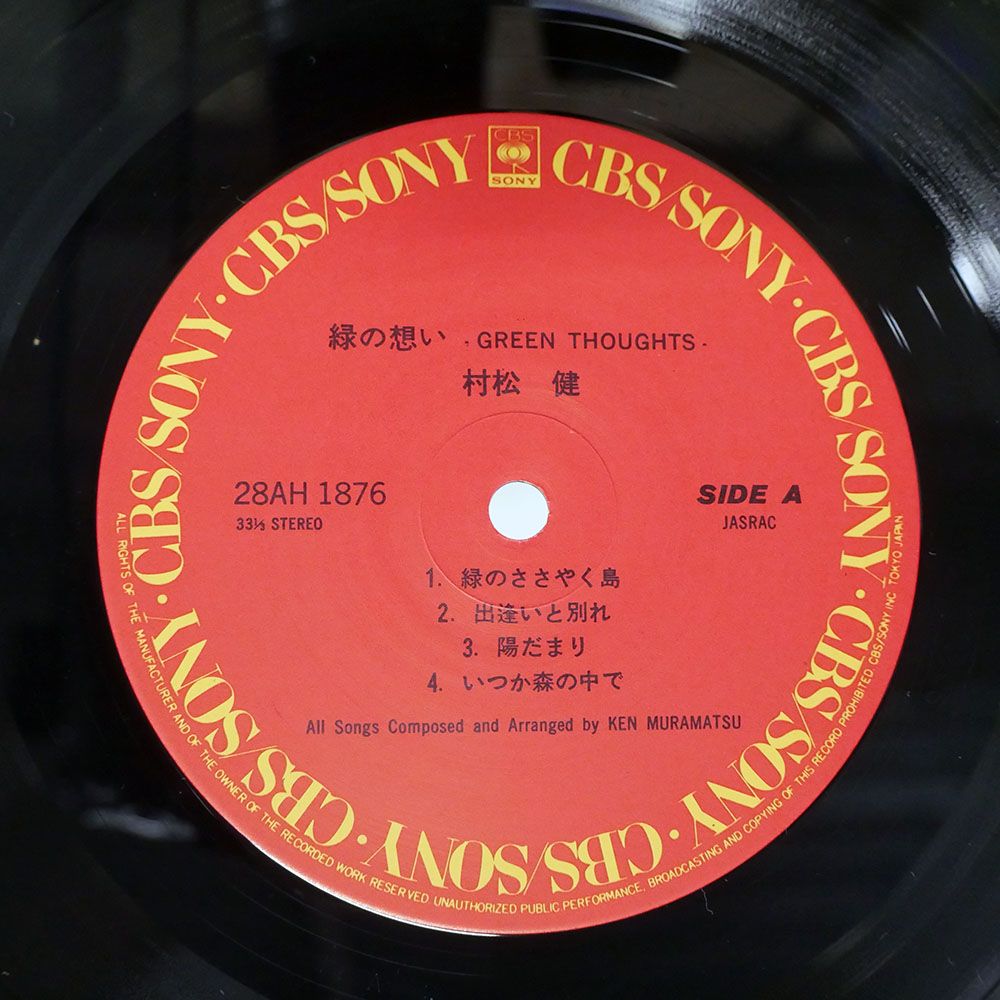 CBS
SONY
CBS/SONY · CBS/SONY · CBS/SONY · CBS/SONY · CBS/SONY · CBS/SONY · CBS/SONY · CBS/SONY
緑の想い - GREEN THOUGHTS -
村松 健
28AH 1876
33⅓ STEREO
SIDE A
JASRAC
1. 緑のささやく島
2. 出逢いと別れ
3. 陽だまり
4. いつか森の中で
All Songs Composed and Arranged by KEN MURAMATSU
ALL RIGHTS OF THE MANUFACTURER AND OF THE OWNER OF THE RECORDED WORK RESERVED. UNAUTHORIZED PUBLIC PERFORMANCE, BROADCASTING AND COPYING OF THIS RECORD PROHIBITED. CBS/SONY INC. TOKYO JAPAN